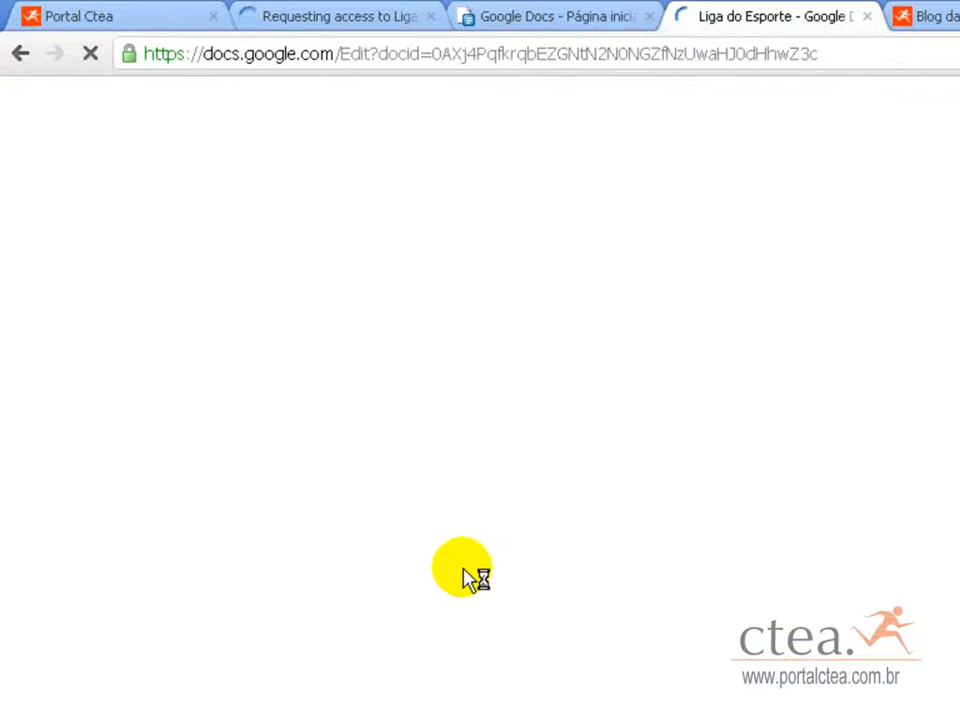 Portal Ctea
Requesting access to Liga
Google Docs - Página inici
Liga do Esporte - Google D
Blog da
https://docs.google.com/Edit?docid=0AXj4PqfkrqbEZGNtN2N0NGZfNzUwaHJ0dHhwZ3c
ctea.
www.portalctea.com.br